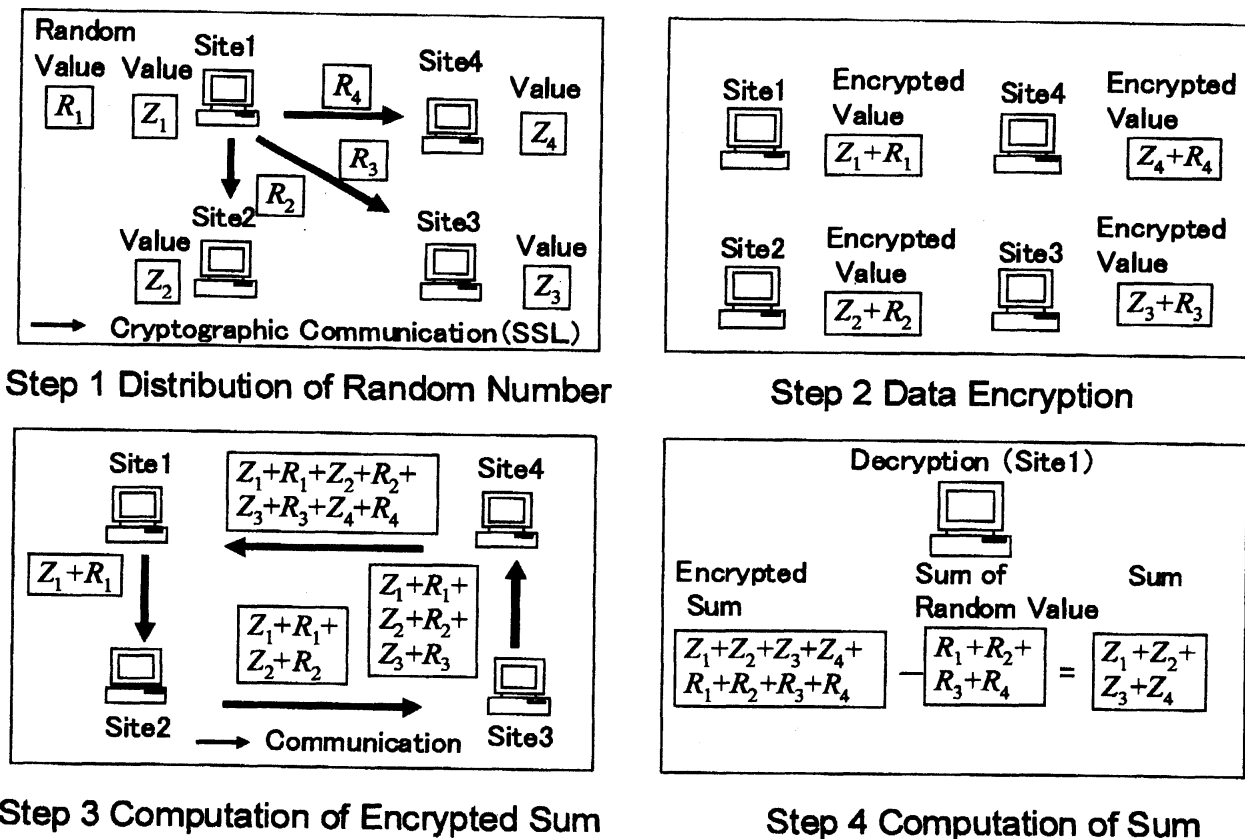 Random
Value Value Site1
R₁ Z₁
R₄
Site4
Value
Z₄
R₃
R₂
Site2
Value
Z₂
Site3
Value
Z₃
Cryptographic Communication(SSL)
Step 1 Distribution of Random Number
Site1 Encrypted
Value
Z₁+R₁
Site4 Encrypted
Value
Z₄+R₄
Site2 Encrypted
Value
Z₂+R₂
Site3 Encrypted
Value
Z₃+R₃
Step 2 Data Encryption
Site1
Z₁+R₁+Z₂+R₂+
Z₃+R₃+Z₄+R₄
Site4
Z₁+R₁
Z₁+R₁+
Z₂+R₂
Z₁+R₁+
Z₂+R₂+
Z₃+R₃
Site2
Communication
Site3
Step 3 Computation of Encrypted Sum
Decryption (Site1)
Encrypted
Sum
Sum of
Random Value
Sum
Z₁+Z₂+Z₃+Z₄+
R₁+R₂+R₃+R₄
—
R₁+R₂+
R₃+R₄
=
Z₁+Z₂+
Z₃+Z₄
Step 4 Computation of Sum